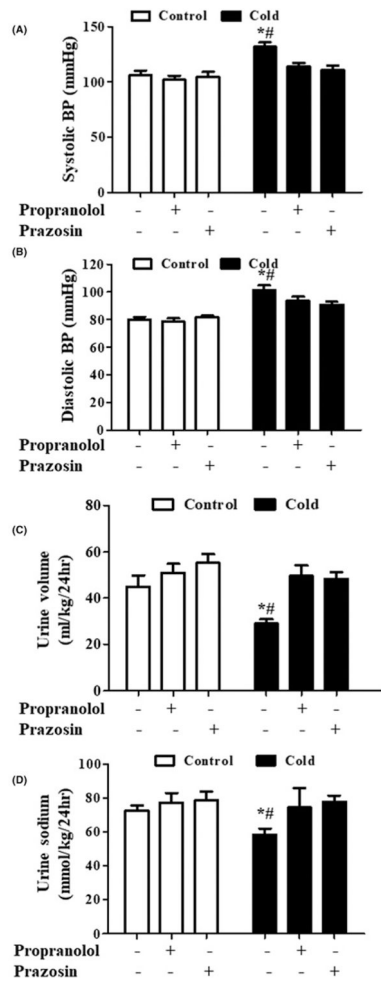 (A)
Control Cold
Systolic BP (mmHg)
150
100
50
0
*#
Propranolol - + - - + -
Prazosin - - + - - +
(B)
Control Cold
Diastolic BP (mmHg)
120
100
80
60
40
20
0
*#
Propranolol - + - - + -
Prazosin - - + - - +
(C)
Control Cold
Urine volume
(ml/kg/24hr)
80
60
40
20
0
*#
Propranolol - + - - + -
Prazosin - - + - - +
(D)
Control Cold
Urine sodium
(mmol/kg/24hr)
100
80
60
40
20
0
*#
Propranolol - + - - + -
Prazosin - - + - - +